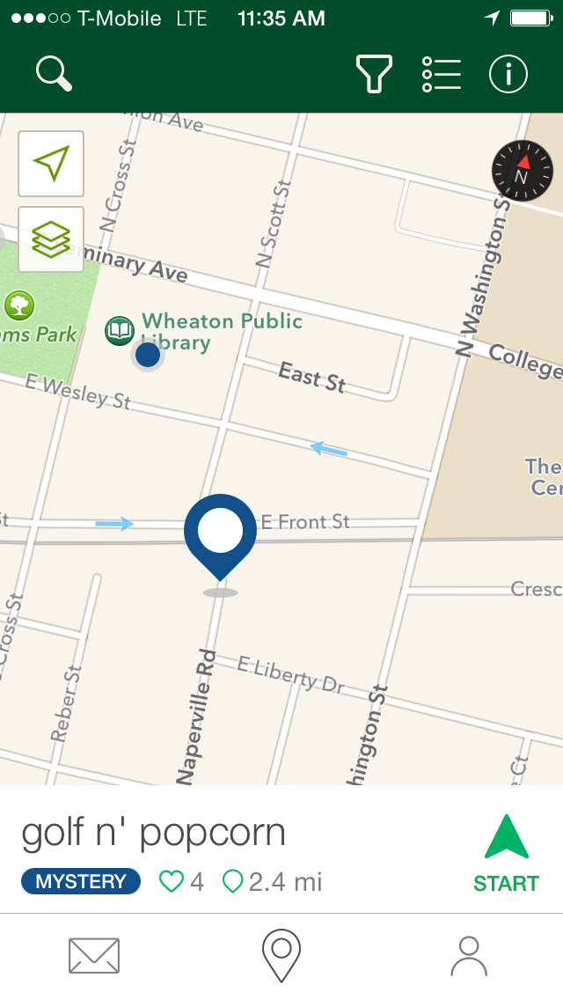 T-Mobile LTE 11:35 AM
Ave
N Cross St
N Scott St
N
N Washington St
minary Ave
Wheaton Public
Library
ms Park
College
East St
E Wesley St
The
Cer
St
E Front St
Cresc
Cross St
Reber St
Naperville Rd
E Liberty Dr
hington St
s Ct
golf n' popcorn
MYSTERY 4 2.4 mi
START